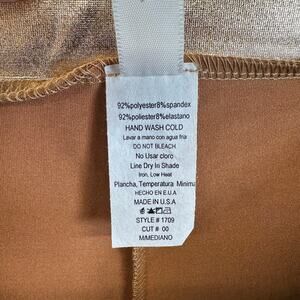 92%polyester8%spandex
92%poliester8%elastano
HAND WASH COLD
Lavar a mano con agua fria
DO NOT BLEACH
No Usar cloro
Line Dry In Shade
Iron, Low Heat
Plancha, Temperatura Minima
HECHO EN E.U.A
MADE IN U.S.A
STYLE # 1709
CUT # 00
M/MEDIANO